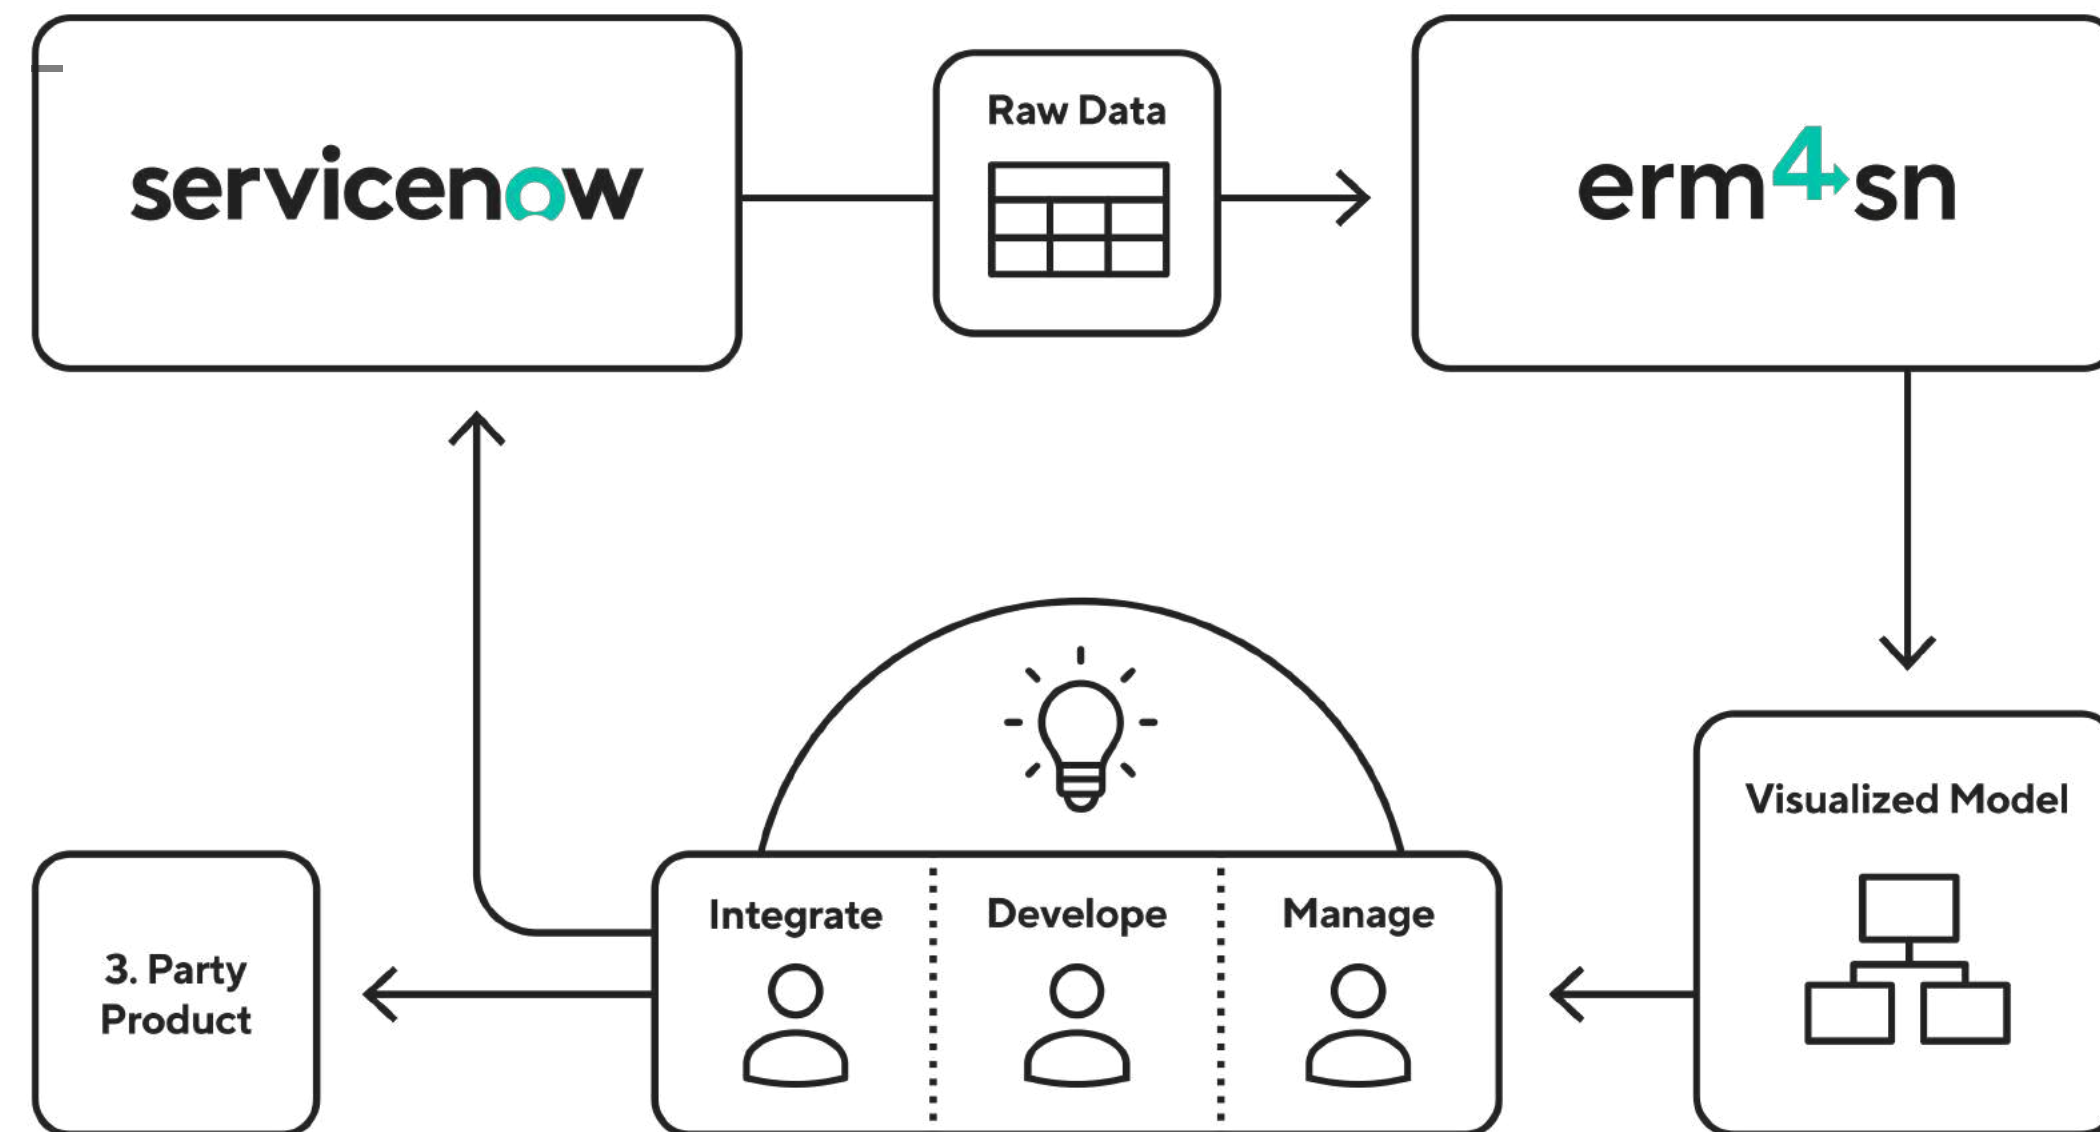 servicenow
Raw Data
erm4sn
Visualized Model
Integrate
Develope
Manage
3. Party
Product